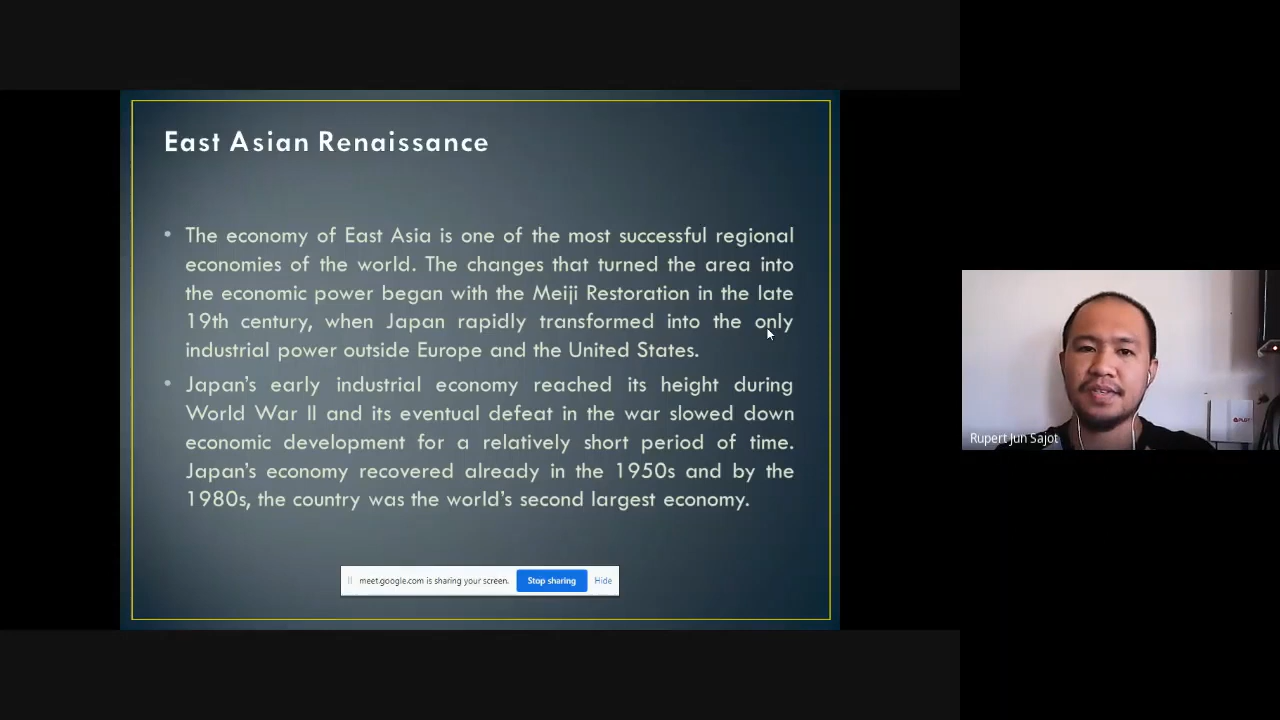 East Asian Renaissance
• The economy of East Asia is one of the most successful regional
economies of the world. The changes that turned the area into
the economic power began with the Meiji Restoration in the late
19th century, when Japan rapidly transformed into the only
industrial power outside Europe and the United States.
• Japan's early industrial economy reached its height during
World War II and its eventual defeat in the war slowed down
economic development for a relatively short period of time.
Japan's economy recovered already in the 1950s and by the
1980s, the country was the world's second largest economy.
meet.google.com is sharing your screen. Stop sharing Hide
Rupert Jun Sajot